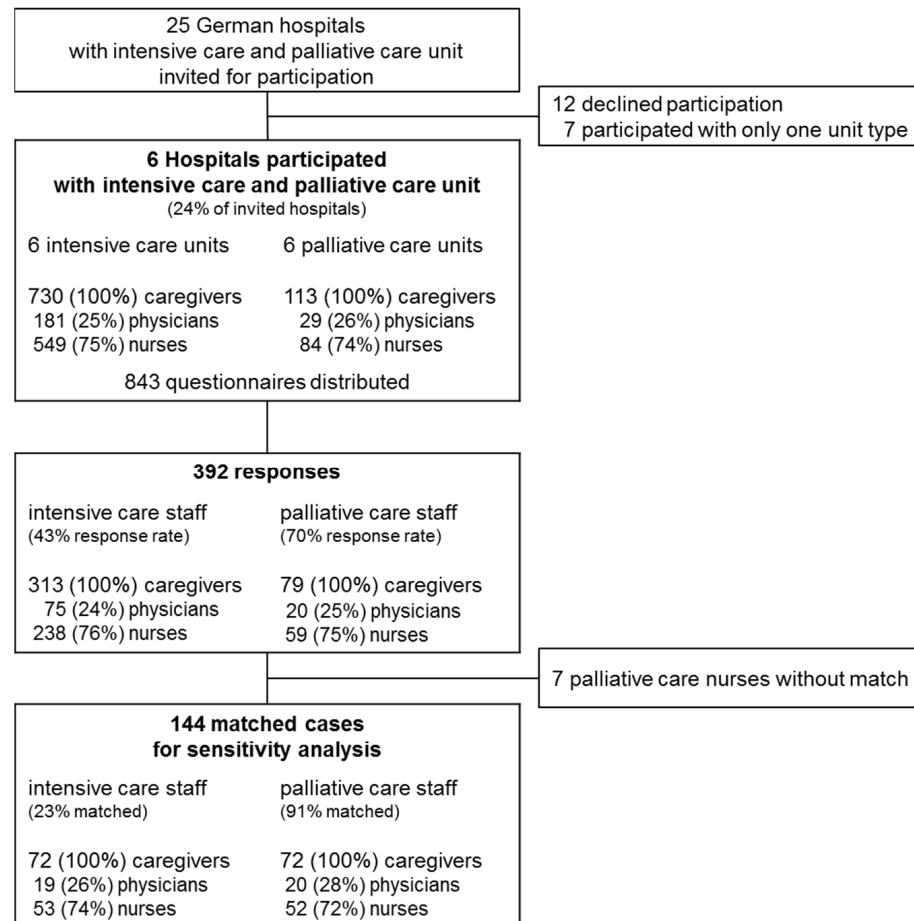 25 German hospitals
with intensive care and palliative care unit
invited for participation
12 declined participation
7 participated with only one unit type
6 Hospitals participated
with intensive care and palliative care unit
(24% of invited hospitals)
6 intensive care units
6 palliative care units
730 (100%) caregivers
181 (25%) physicians
549 (75%) nurses
113 (100%) caregivers
29 (26%) physicians
84 (74%) nurses
843 questionnaires distributed
392 responses
intensive care staff
(43% response rate)
palliative care staff
(70% response rate)
313 (100%) caregivers
75 (24%) physicians
238 (76%) nurses
79 (100%) caregivers
20 (25%) physicians
59 (75%) nurses
7 palliative care nurses without match
144 matched cases
for sensitivity analysis
intensive care staff
(23% matched)
palliative care staff
(91% matched)
72 (100%) caregivers
19 (26%) physicians
53 (74%) nurses
72 (100%) caregivers
20 (28%) physicians
52 (72%) nurses